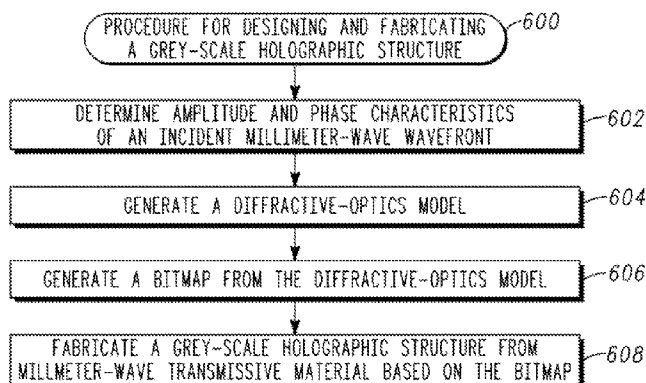 PROCEDURE FOR DESIGNING AND FABRICATING
A GREY-SCALE HOLOGRAPHIC STRUCTURE
600
DETERMINE AMPLITUDE AND PHASE CHARACTERISTICS
OF AN INCIDENT MILLIMETER-WAVE WAVEFRONT
602
GENERATE A DIFFRACTIVE-OPTICS MODEL
604
GENERATE A BITMAP FROM THE DIFFRACTIVE-OPTICS MODEL
606
FABRICATE A GREY-SCALE HOLOGRAPHIC STRUCTURE FROM
MILLMETER-WAVE TRANSMISSIVE MATERIAL BASED ON THE BITMAP
608